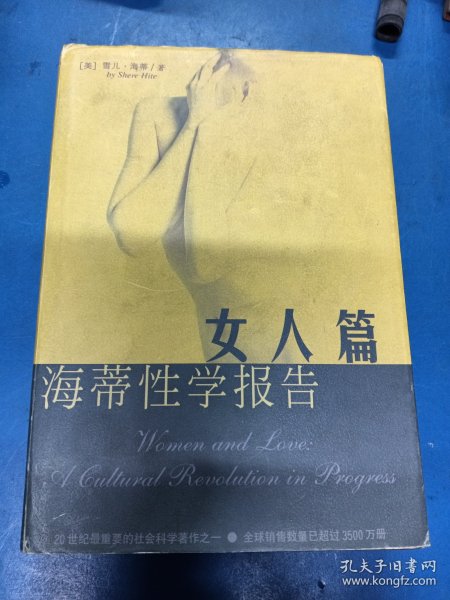 [美] 雪儿·海蒂/著
by Shere Hite
女人篇
海蒂性学报告
Women and Love:
A Cultural Revolution in Progress
20世纪最重要的社会科学著作之一 ● 全球销售数量已超过3500万册
孔夫子旧书网
www.kongfz.com